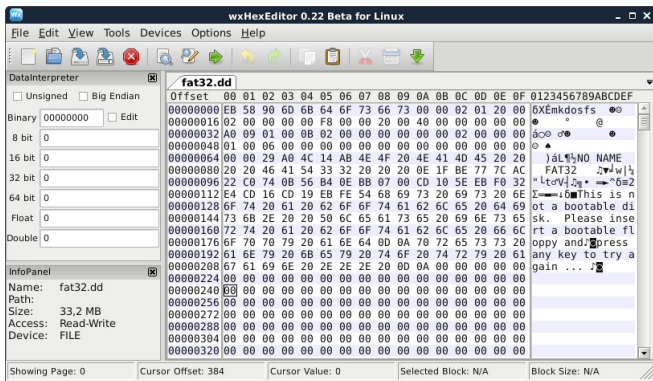 wxHexEditor 0.22 Beta for Linux
File Edit View Tools Devices Options Help
DataInterpreter
Unsigned Big Endian
Binary 00000000 Edit
8 bit 0
16 bit 0
32 bit 0
64 bit 0
Float 0
Double 0
InfoPanel
Name: fat32.dd
Path:
Size: 33,2 MB
Access: Read-Write
Device: FILE
fat32.dd
Offset 00 01 02 03 04 05 06 07 08 09 0A 0B 0C 0D 0E 0F 0123456789ABCDEF
00000000 EB 58 90 6D 6B 64 6F 73 66 73 00 00 02 01 20 00 δXÉmkdosfs ☻☺
00000016 02 00 00 00 00 F8 00 00 20 00 40 00 00 00 00 00 ☻ ° @
00000032 A0 09 01 00 0B 02 00 00 00 00 00 00 02 00 00 00 á○☺ ♂☻ ☻
00000048 01 00 06 00 00 00 00 00 00 00 00 00 00 00 00 00 ☺ ♠
00000064 00 00 29 A0 4C 14 AB 4E 4F 20 4E 41 4D 45 20 20 )áL¶½NO NAME
00000080 20 20 46 41 54 33 32 20 20 20 0E 1F BE 77 7C AC FAT32 ♫▼╛w|¼
00000096 22 C0 74 0B 56 B4 0E BB 07 00 CD 10 5E EB F0 32 "└t♂V┤♫╗• ═►^δ≡2
00000112 E4 CD 16 CD 19 EB FE 54 68 69 73 20 69 73 20 6E Σ═▬═↓δ■This is n
00000128 6F 74 20 61 20 62 6F 6F 74 61 62 6C 65 20 64 69 ot a bootable di
00000144 73 6B 2E 20 20 50 6C 65 61 73 65 20 69 6E 73 65 sk.  Please inse
00000160 72 74 20 61 20 62 6F 6F 74 61 62 6C 65 20 66 6C rt a bootable fl
00000176 6F 70 70 79 20 61 6E 64 0D 0A 70 72 65 73 73 20 oppy and♪◙press
00000192 61 6E 79 20 6B 65 79 20 74 6F 20 74 72 79 20 61 any key to try a
00000208 67 61 69 6E 20 2E 2E 2E 20 0D 0A 00 00 00 00 00 gain ... ♪◙
00000224 00 00 00 00 00 00 00 00 00 00 00 00 00 00 00 00
00000240 00 00 00 00 00 00 00 00 00 00 00 00 00 00 00 00
00000256 00 00 00 00 00 00 00 00 00 00 00 00 00 00 00 00
00000272 00 00 00 00 00 00 00 00 00 00 00 00 00 00 00 00
00000288 00 00 00 00 00 00 00 00 00 00 00 00 00 00 00 00
00000304 00 00 00 00 00 00 00 00 00 00 00 00 00 00 00 00
00000320 00 00 00 00 00 00 00 00 00 00 00 00 00 00 00 00
Showing Page: 0 Cursor Offset: 384 Cursor Value: 0 Selected Block: N/A Block Size: N/A